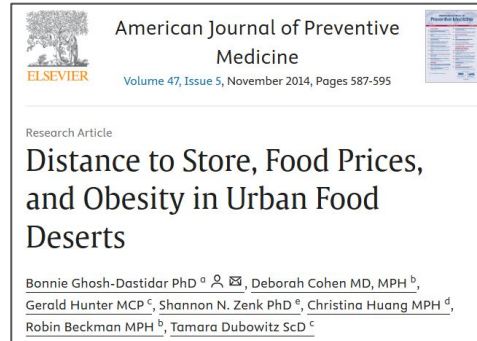 American Journal of Preventive
Medicine
ELSEVIER
Volume 47, Issue 5, November 2014, Pages 587-595
Research Article
Distance to Store, Food Prices,
and Obesity in Urban Food
Deserts
Bonnie Ghosh-Dastidar PhD a, Deborah Cohen MD, MPH b,
Gerald Hunter MCP c, Shannon N. Zenk PhD e, Christina Huang MPH d,
Robin Beckman MPH b, Tamara Dubowitz ScD c